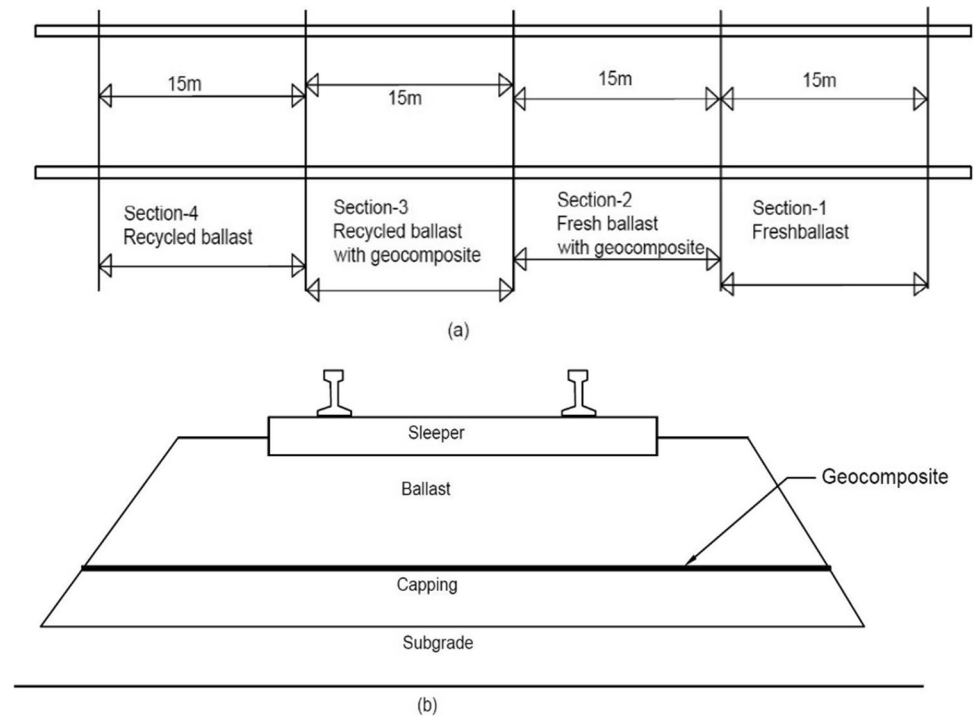 15m
15m
15m
15m
Section-4
Recycled ballast
Section-3
Recycled ballast
with geocomposite
Section-2
Fresh ballast
with geocomposite
Section-1
Freshballast
(a)
Sleeper
Ballast
Geocomposite
Capping
Subgrade
(b)